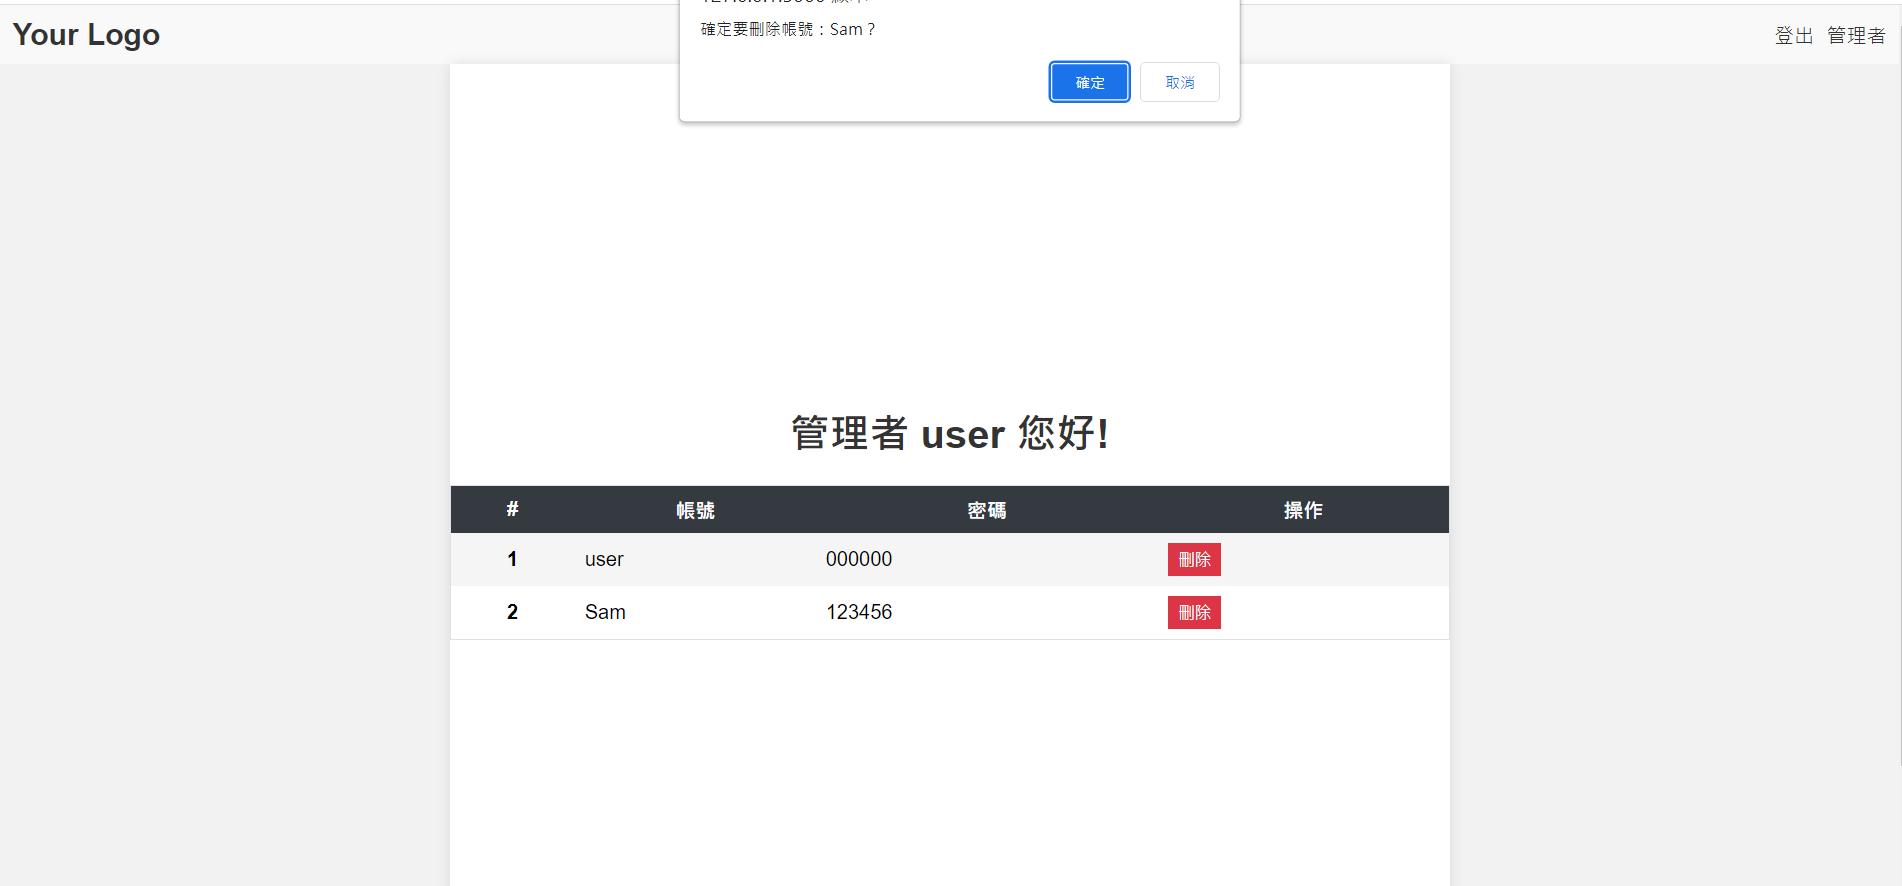 Your Logo
登出 管理者
確定要刪除帳號：Sam？
確定 取消
管理者 user 您好!
# 帳號 密碼 操作
1 user 000000 刪除
2 Sam 123456 刪除